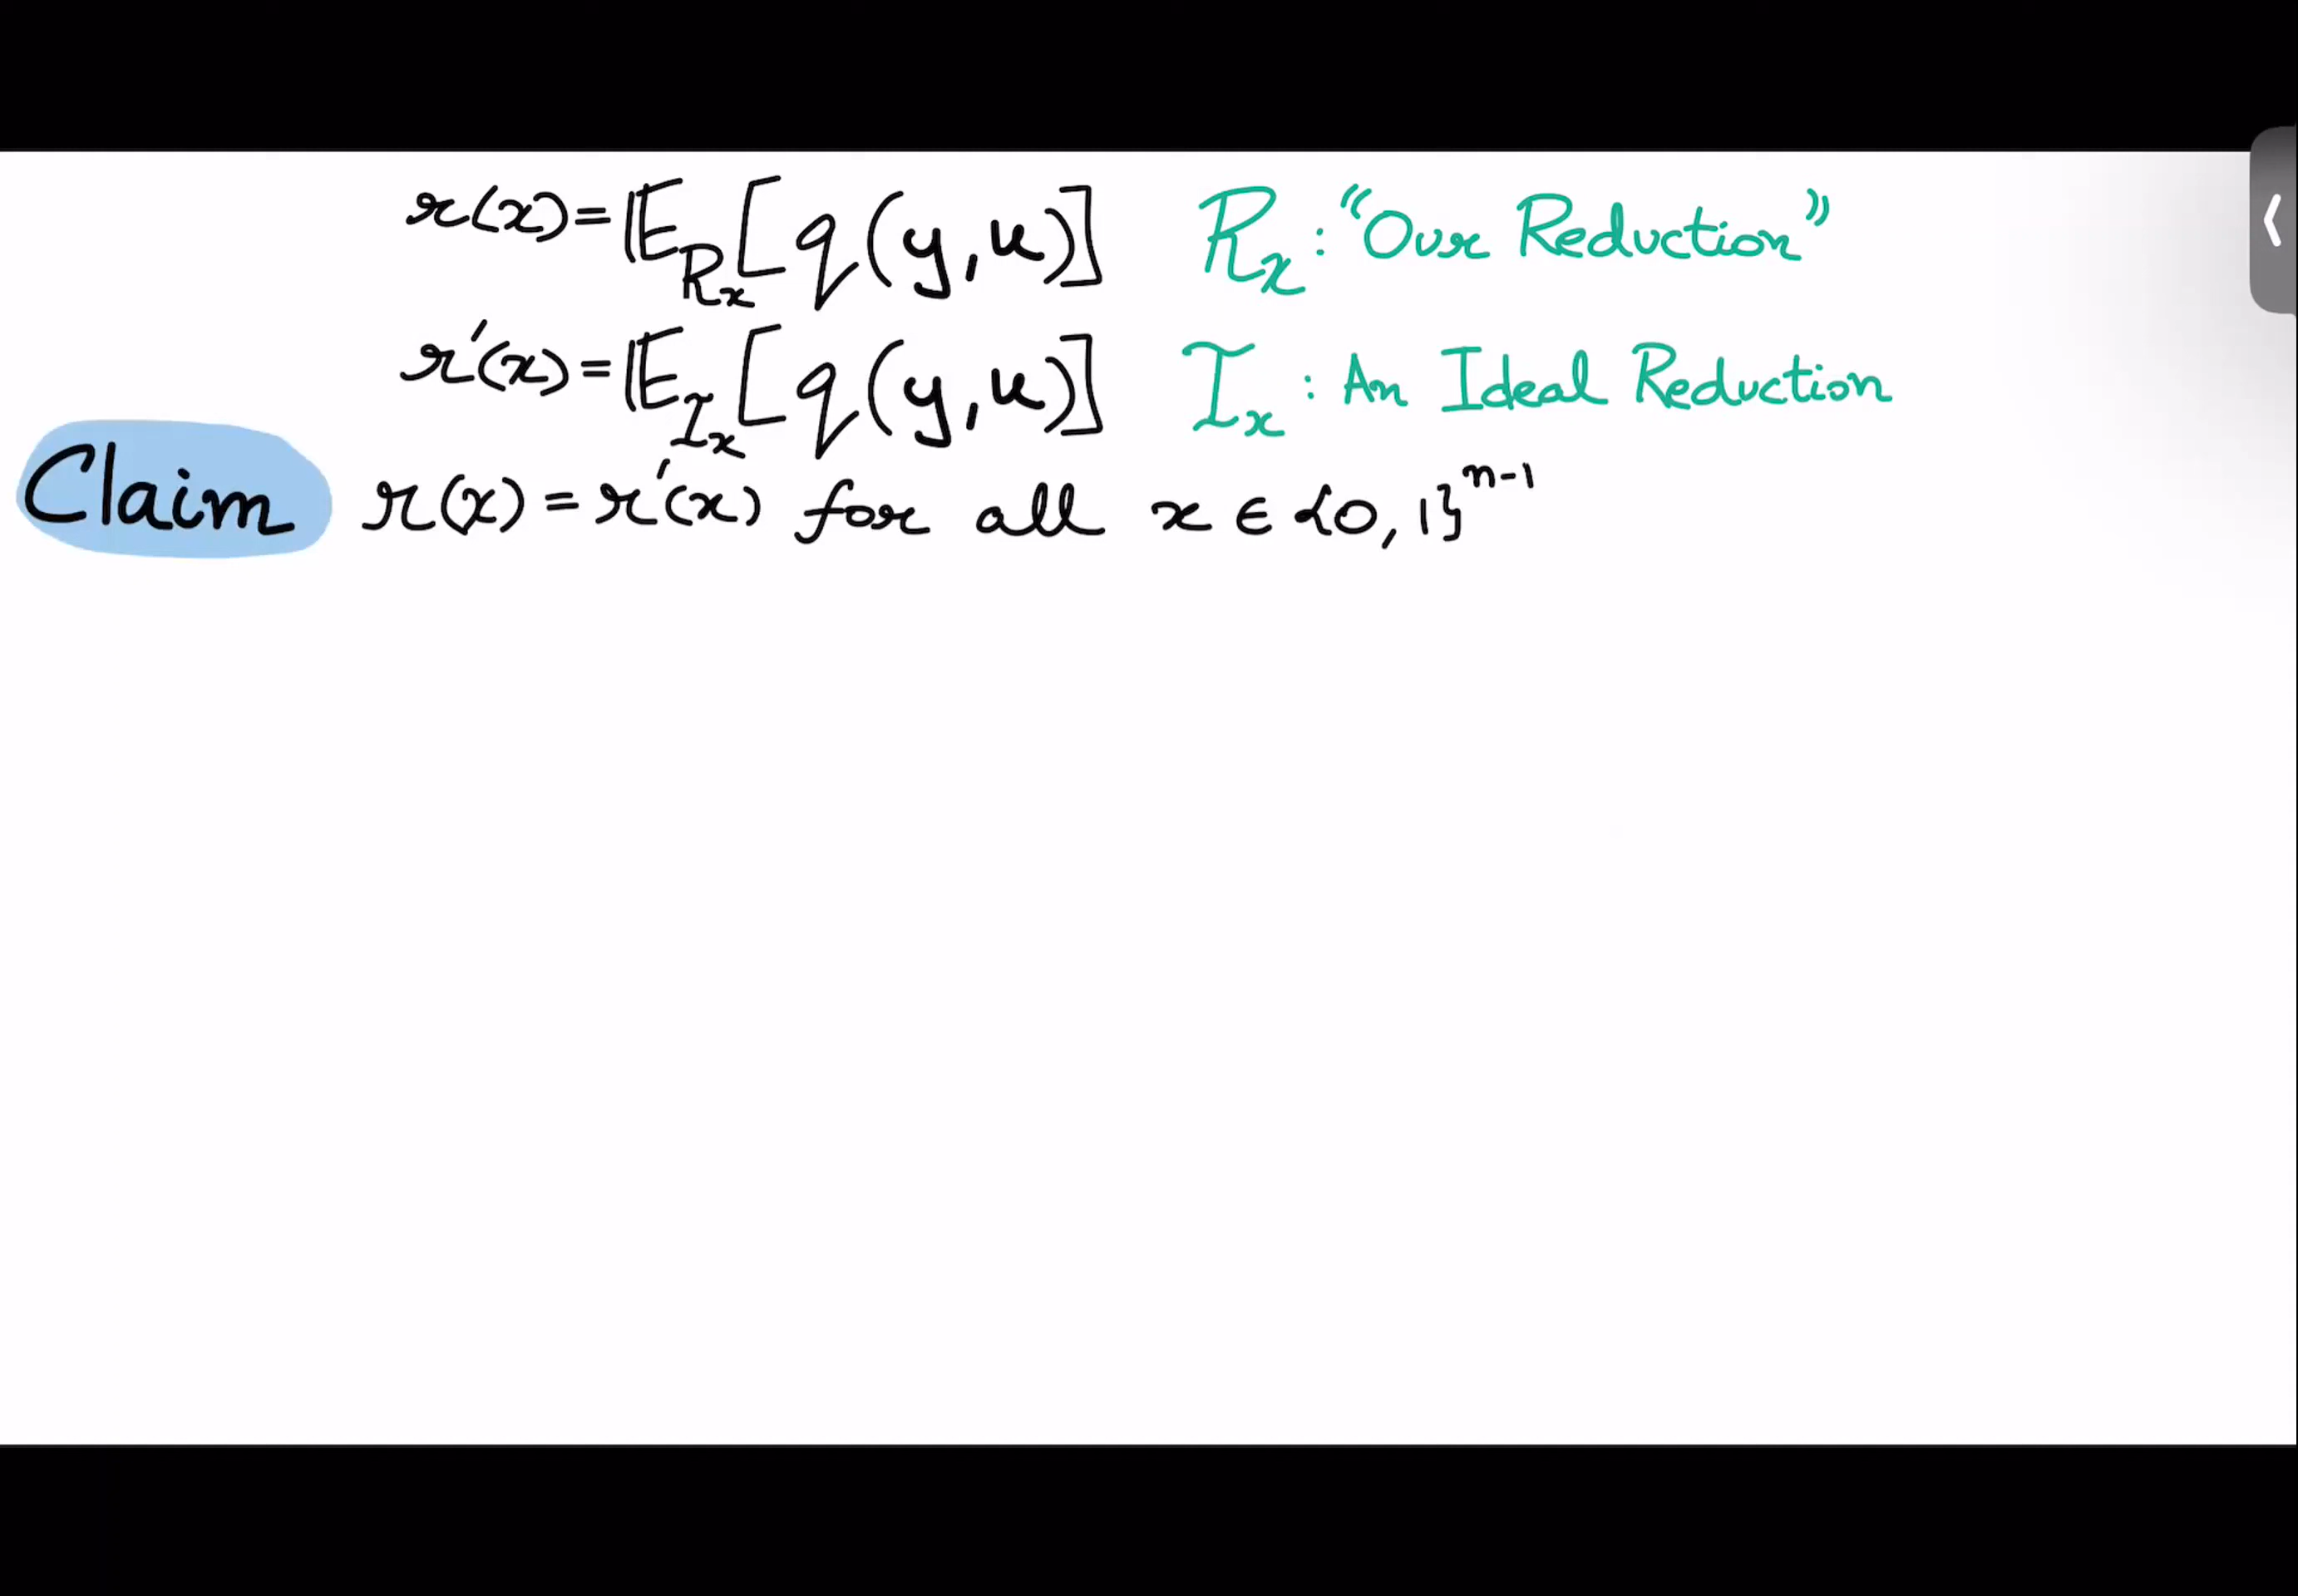 r(x) = 𝔼_{R_x}[q(y,u)] R_x : "Our Reduction"
r'(x) = 𝔼_{I_x}[q(y,u)] I_x : An Ideal Reduction
Claim r(x) = r'(x) for all x ∈ {0,1}^{n-1}